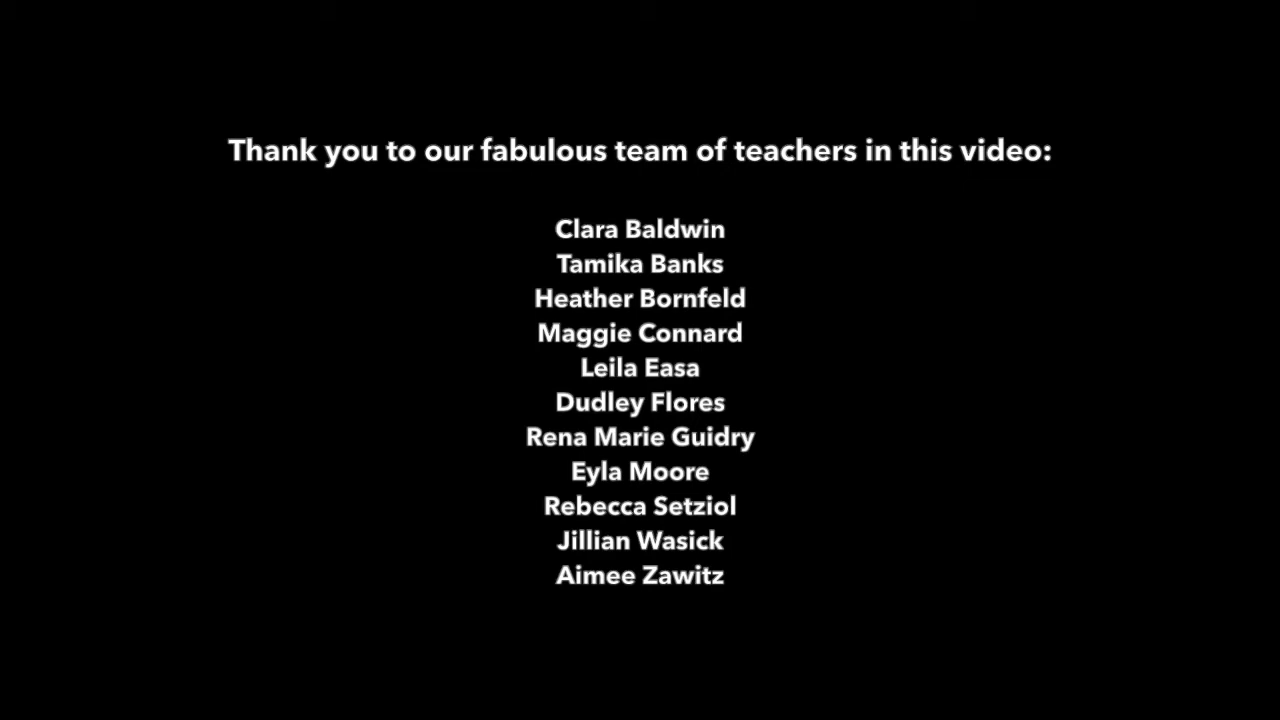 Thank you to our fabulous team of teachers in this video:
Clara Baldwin
Tamika Banks
Heather Bornfeld
Maggie Connard
Leila Easa
Dudley Flores
Rena Marie Guidry
Eyla Moore
Rebecca Setziol
Jillian Wasick
Aimee Zawitz